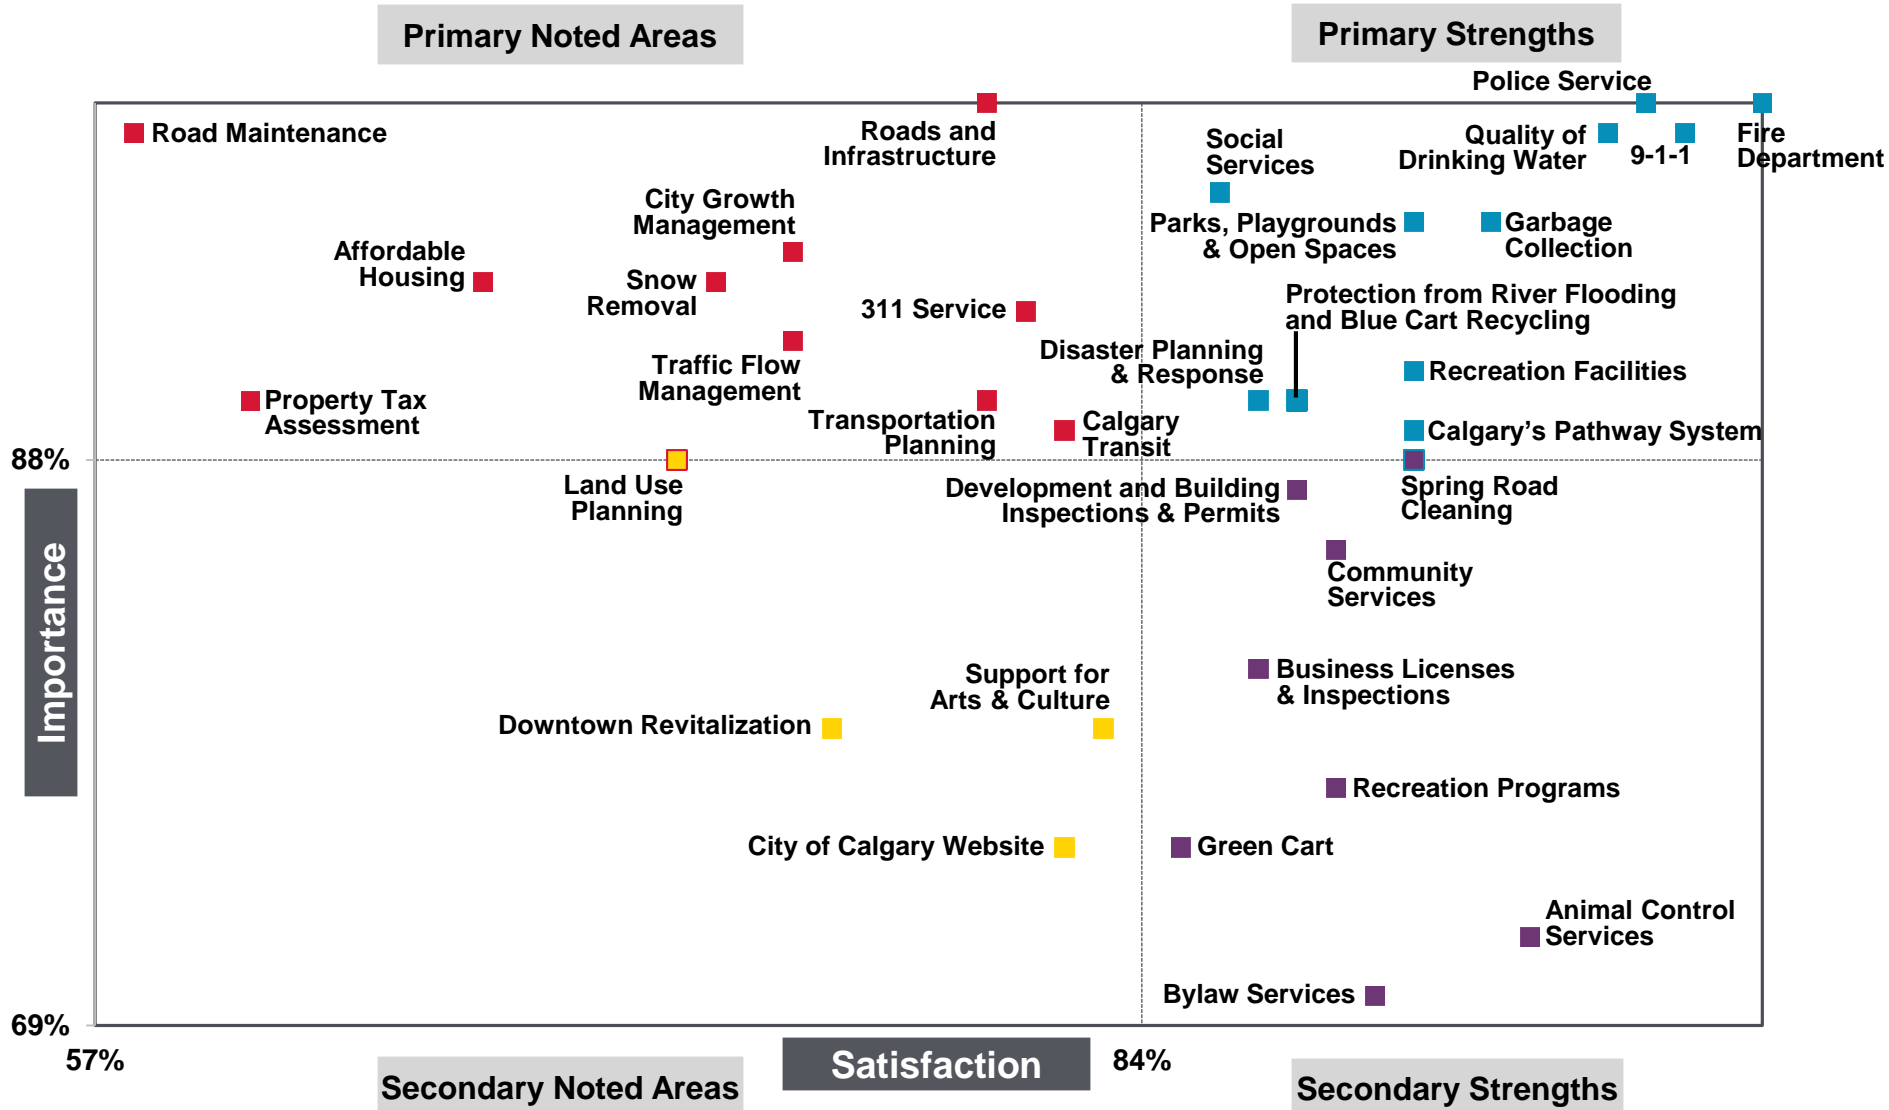 Primary Noted Areas
Primary Strengths
Police Service
Road Maintenance
Roads and
Infrastructure
Social
Services
Quality of
Drinking Water
9-1-1
Fire
Department
City Growth
Management
Parks, Playgrounds
& Open Spaces
Garbage
Collection
Affordable
Housing
Snow
Removal
311 Service
Protection from River Flooding
and Blue Cart Recycling
Traffic Flow
Management
Disaster Planning
& Response
Recreation Facilities
Property Tax
Assessment
Transportation
Planning
Calgary
Transit
Calgary’s Pathway System
88%
Land Use
Planning
Development and Building
Inspections & Permits
Spring Road
Cleaning
Importance
Community
Services
Support for
Arts & Culture
Business Licenses
& Inspections
Downtown Revitalization
Recreation Programs
City of Calgary Website
Green Cart
Animal Control
Services
Bylaw Services
69%
57%
Satisfaction
84%
Secondary Noted Areas
Secondary Strengths